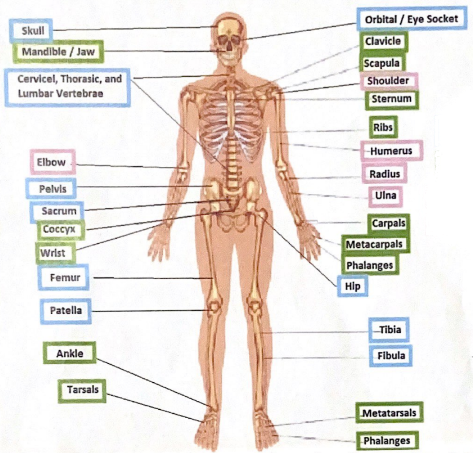 Skull
Mandible / Jaw
Cervicel, Thorasic, and
Lumbar Vertebrae
Elbow
Pelvis
Sacrum
Coccyx
Wrist
Femur
Patella
Ankle
Tarsals
Orbital / Eye Socket
Clavicle
Scapula
Shoulder
Sternum
Ribs
Humerus
Radius
Ulna
Carpals
Metacarpals
Phalanges
Hip
Tibia
Fibula
Metatarsals
Phalanges